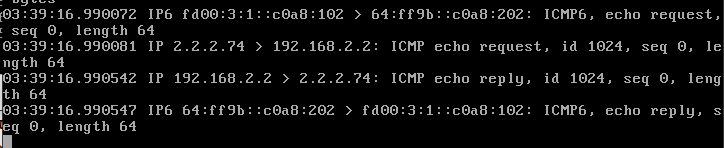 03:39:16.990072 IP6 fd00:3:1::c0a8:102 > 64:ff9b::c0a8:202: ICMP6, echo request,
 seq 0, length 64
03:39:16.990081 IP 2.2.2.74 > 192.168.2.2: ICMP echo request, id 1024, seq 0, le
ngth 64
03:39:16.990542 IP 192.168.2.2 > 2.2.2.74: ICMP echo reply, id 1024, seq 0, leng
th 64
03:39:16.990547 IP6 64:ff9b::c0a8:202 > fd00:3:1::c0a8:102: ICMP6, echo reply, s
eq 0, length 64